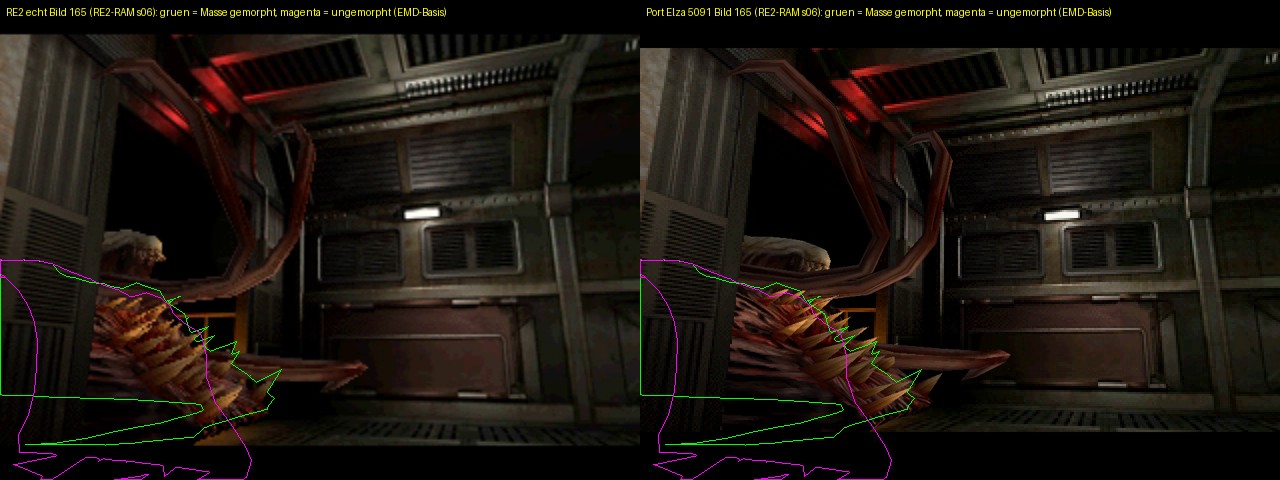 RE2 echt Bild 165 (RE2-RAM s06): gruen = Masse gemorpht, magenta = ungemorpht (EMD-Basis)
Port Elza 5091 Bild 165 (RE2-RAM s06): gruen = Masse gemorpht, magenta = ungemorpht (EMD-Basis)